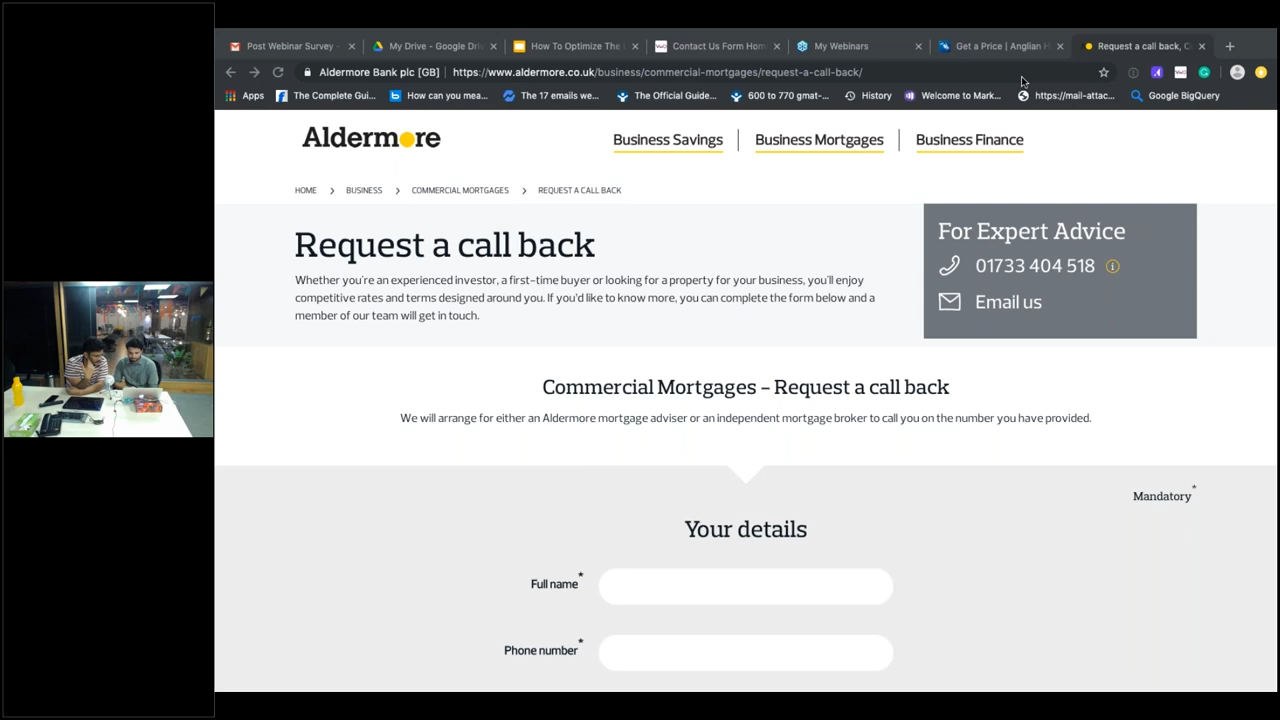 Post Webinar Survey -
My Drive - Google Dri
How To Optimize The
Contact Us Form Hom
My Webinars
Get a Price | Anglian H
Request a call back, C
Aldermore Bank plc [GB]
https://www.aldermore.co.uk/business/commercial-mortgages/request-a-call-back/
Apps
The Complete Gui...
How can you mea...
The 17 emails we...
The Official Guide...
600 to 770 gmat-...
History
Welcome to Mark...
https://mail-attac...
Google BigQuery
Aldermore
Business Savings
Business Mortgages
Business Finance
HOME > BUSINESS > COMMERCIAL MORTGAGES > REQUEST A CALL BACK
Request a call back
Whether you're an experienced investor, a first-time buyer or looking for a property for your business, you'll enjoy
competitive rates and terms designed around you. If you'd like to know more, you can complete the form below and a
member of our team will get in touch.
For Expert Advice
01733 404 518
Email us
Commercial Mortgages - Request a call back
We will arrange for either an Aldermore mortgage adviser or an independent mortgage broker to call you on the number you have provided.
Mandatory*
Your details
Full name*
Phone number*